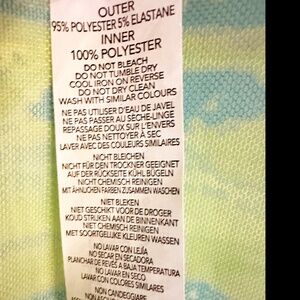 OUTER
95% POLYESTER 5% ELASTANE
INNER
100% POLYESTER
DO NOT BLEACH
DO NOT TUMBLE DRY
COOL IRON ON REVERSE
DO NOT DRY CLEAN
WASH WITH SIMILAR COLOURS
NE PAS UTILISER D'EAU DE JAVEL
NE PAS PASSER AU SÈCHE-LINGE
REPASSAGE DOUX SUR L'ENVERS
NE PAS NETTOYER À SEC
LAVER AVEC DE COULEURS SIMILAIRES
NICHT BLEICHEN
NICHT FÜR DEN TROCKNER GEEIGNET
AUF DER RÜCKSEITE KÜHL BÜGELN
NICHT CHEMISCH REINIGEN
MIT ÄHNLICHEN FARBEN ZUSAMMEN WASCHEN
NIET BLEKEN
NIET GESCHIKT VOOR DE DROGER
KOUD STRIJKEN AAN DE BINNENKANT
NIET CHEMISCH REINIGEN
MET SOORTGELIJKE KLEUREN WASSEN
NO LAVAR CON LEJÍA
NO SECAR EN SECADORA
PLANCHAR DE REVÉS A BAJA TEMPERATURA
NO LAVAR EN SECO
LAVAR CON COLORES SIMILARES
NON CANDEGGIARE